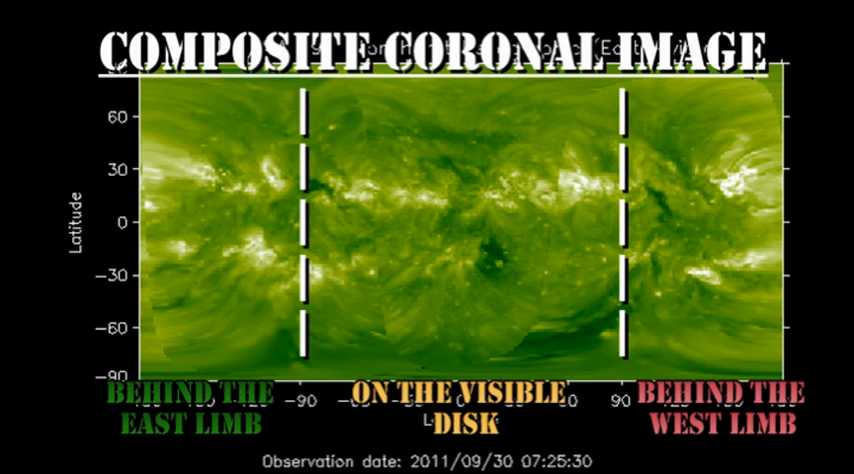 COMPOSITE CORONAL IMAGE
60
30
0
−30
−60
−90
Latitude
−90
90
BEHIND THE
EAST LIMB
ON THE VISIBLE
DISK
BEHIND THE
WEST LIMB
Observation date: 2011/09/30 07:25:30